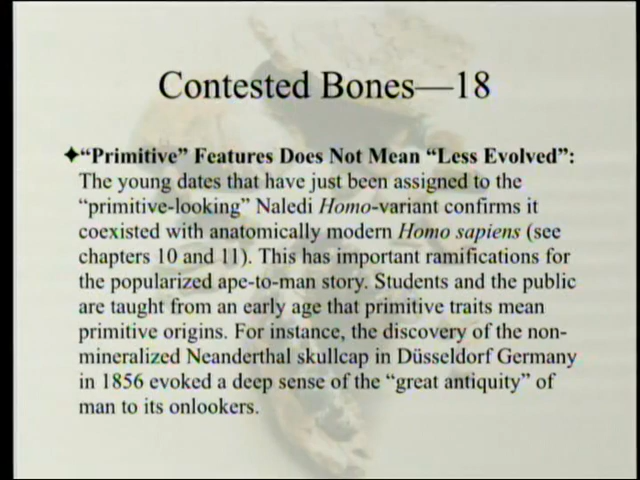 Contested Bones—18
✦“Primitive” Features Does Not Mean “Less Evolved”:
The young dates that have just been assigned to the
“primitive-looking” Naledi Homo-variant confirms it
coexisted with anatomically modern Homo sapiens (see
chapters 10 and 11). This has important ramifications for
the popularized ape-to-man story. Students and the public
are taught from an early age that primitive traits mean
primitive origins. For instance, the discovery of the non-
mineralized Neanderthal skullcap in Düsseldorf Germany
in 1856 evoked a deep sense of the “great antiquity” of
man to its onlookers.